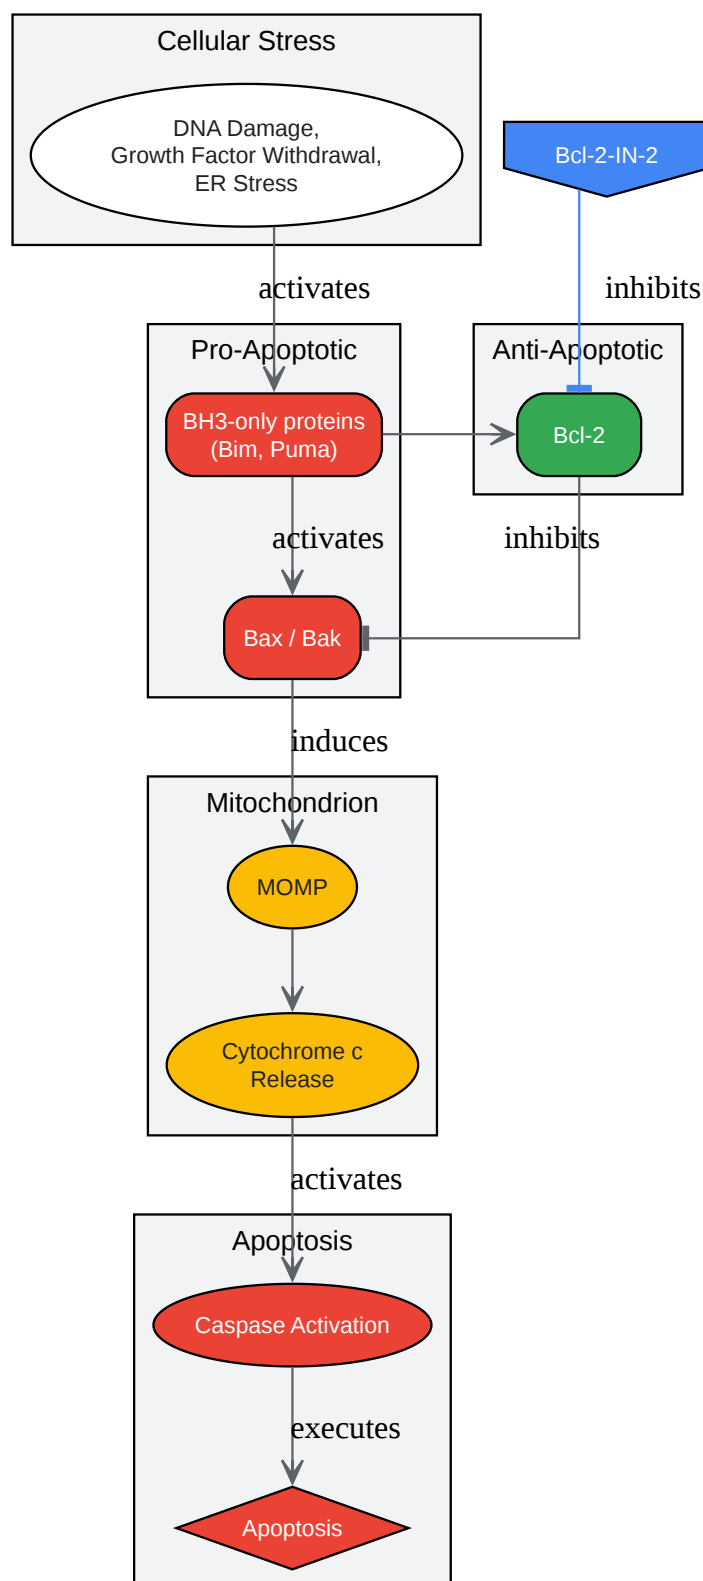 Cellular Stress
DNA Damage,
Growth Factor Withdrawal,
ER Stress
Bcl-2-IN-2
activates
inhibits
Pro-Apoptotic
Anti-Apoptotic
BH3-only proteins
(Bim, Puma)
Bcl-2
activates
inhibits
Bax / Bak
induces
Mitochondrion
MOMP
Cytochrome c
Release
activates
Apoptosis
Caspase Activation
executes
Apoptosis